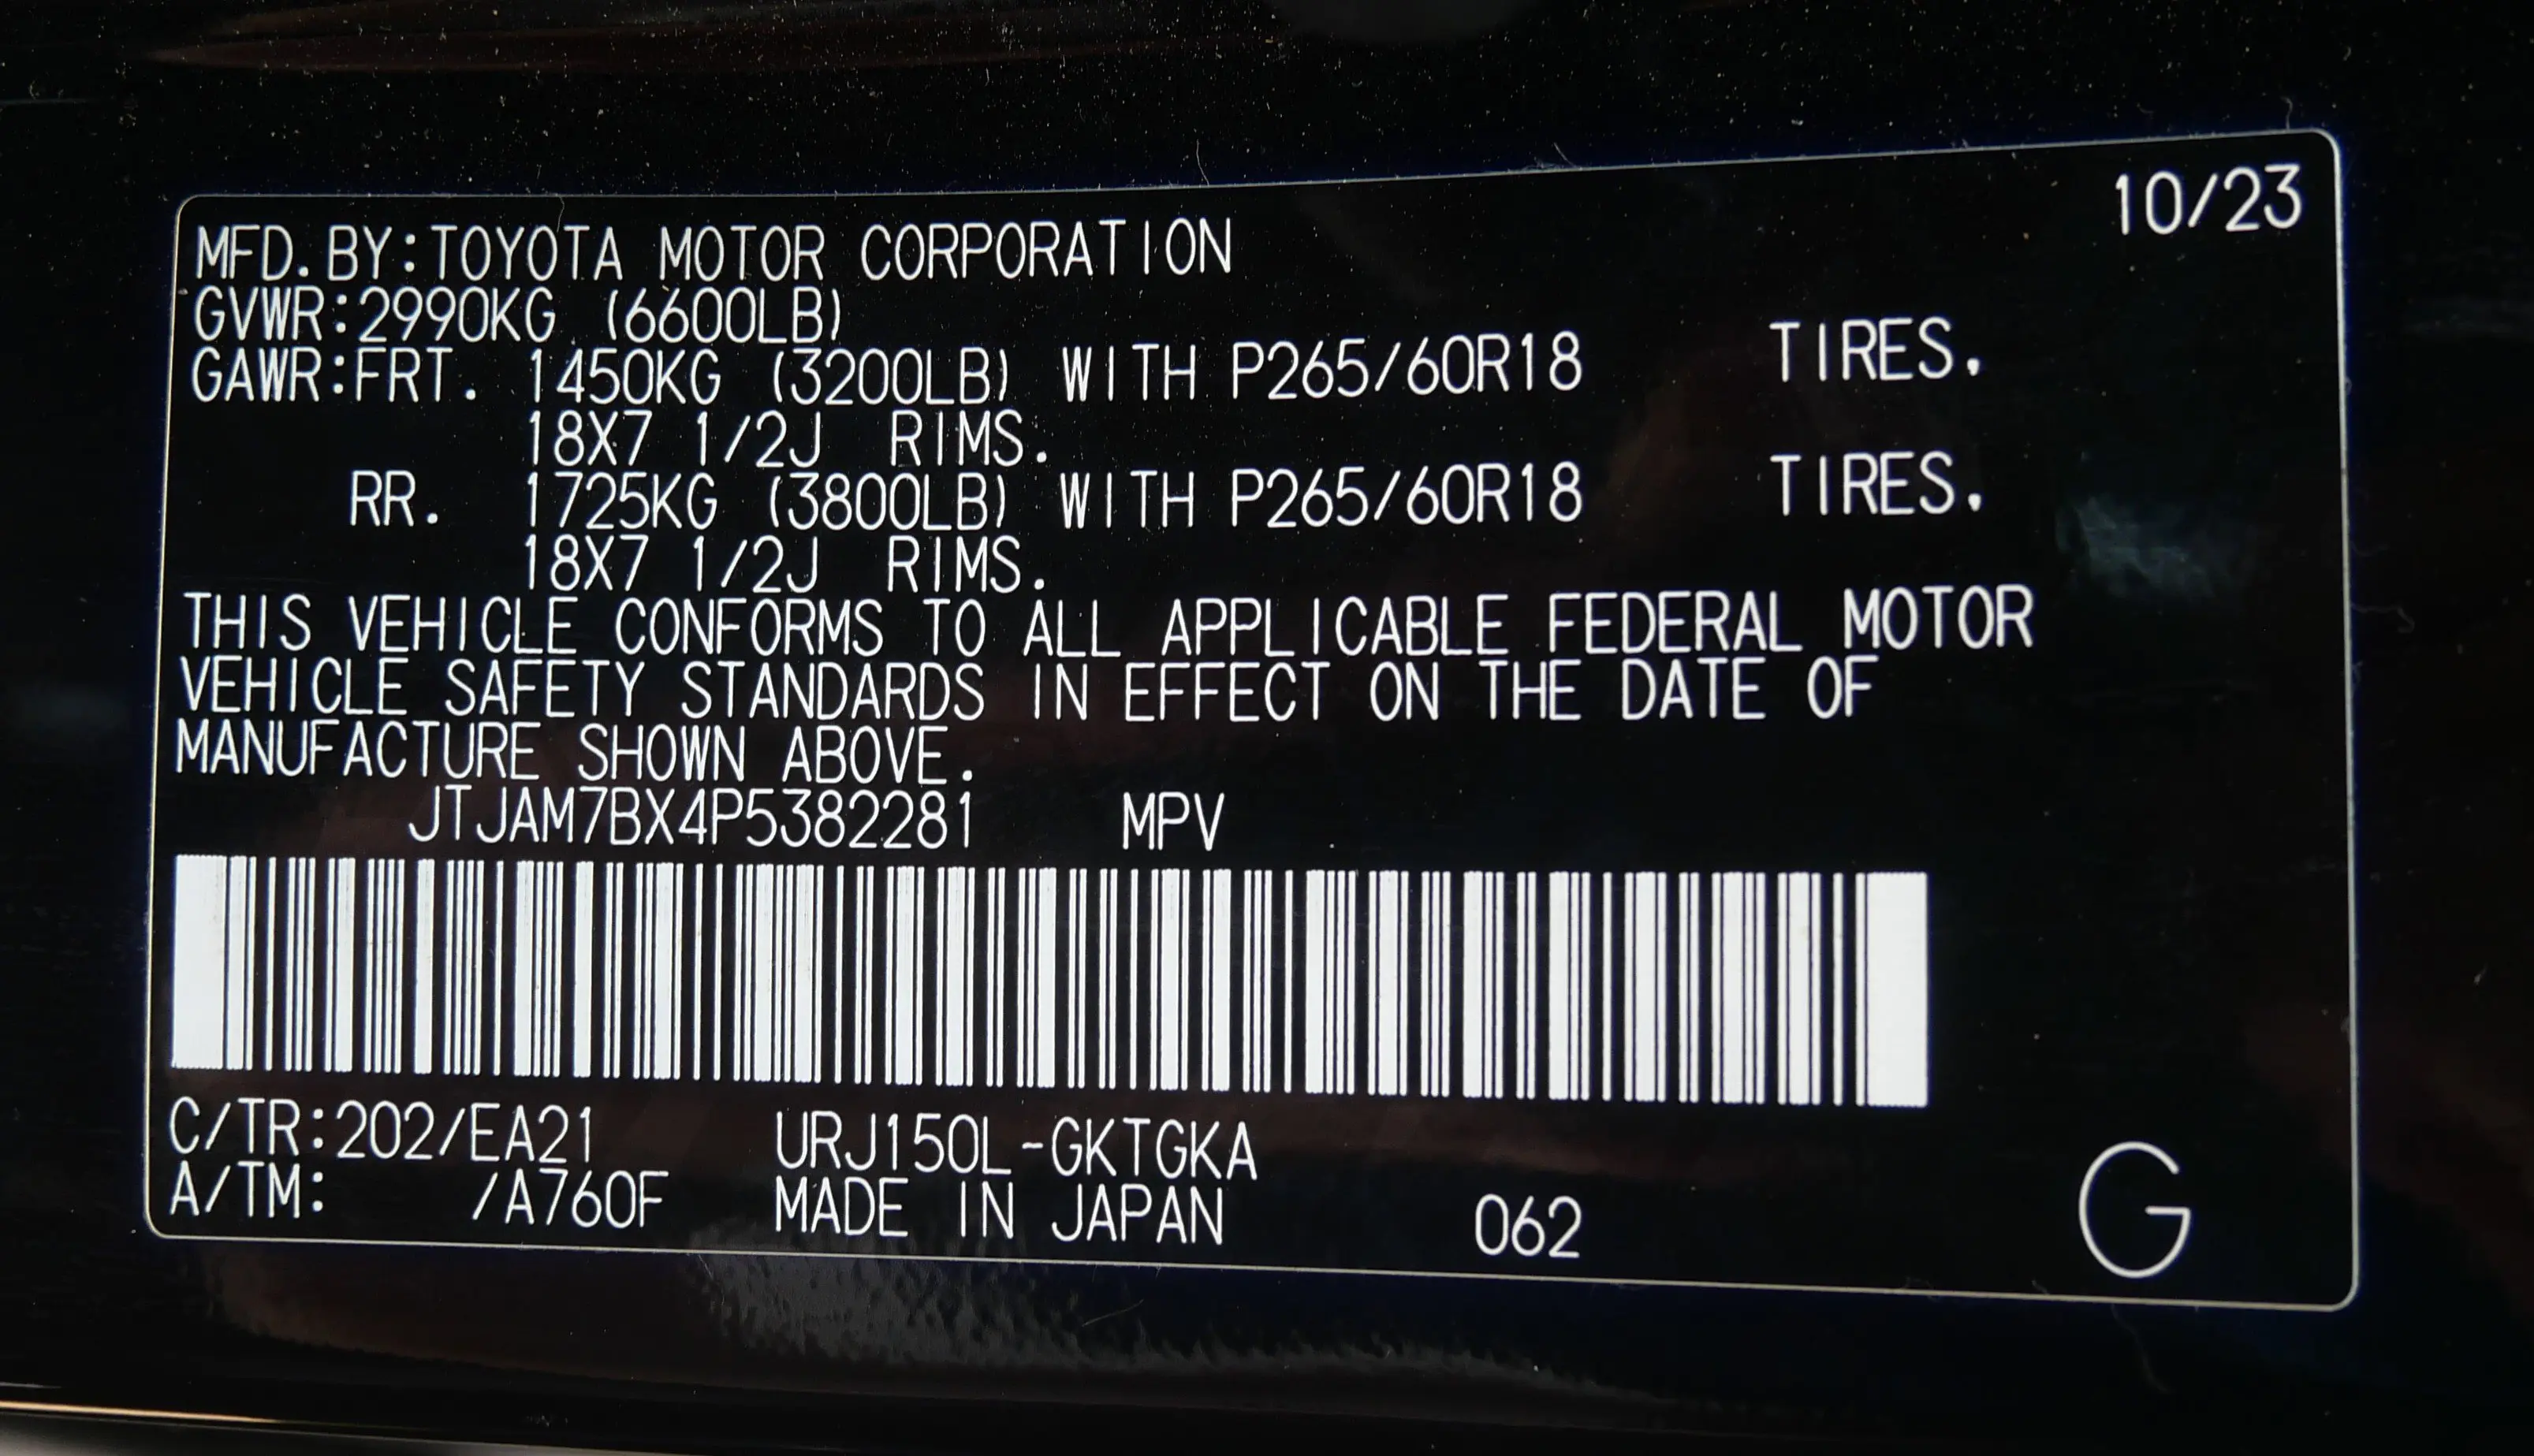 10/23
MFD.BY:TOYOTA MOTOR CORPORATION
GVWR:2990KG (6600LB)
GAWR:FRT. 1450KG (3200LB) WITH P265/60R18 TIRES.
18X7 1/2J RIMS.
RR. 1725KG (3800LB) WITH P265/60R18 TIRES.
18X7 1/2J RIMS.
THIS VEHICLE CONFORMS TO ALL APPLICABLE FEDERAL MOTOR
VEHICLE SAFETY STANDARDS IN EFFECT ON THE DATE OF
MANUFACTURE SHOWN ABOVE.
JTJAM7BX4P5382281 MPV
C/TR:202/EA21 URJ150L-GKTGKA
A/TM: /A760F MADE IN JAPAN 062 G